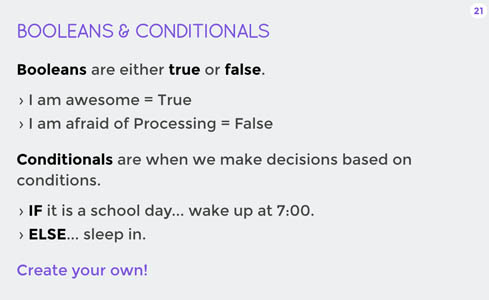 21
BOOLEANS & CONDITIONALS
Booleans are either true or false.
› I am awesome = True
› I am afraid of Processing = False
Conditionals are when we make decisions based on
conditions.
› IF it is a school day... wake up at 7:00.
› ELSE... sleep in.
Create your own!